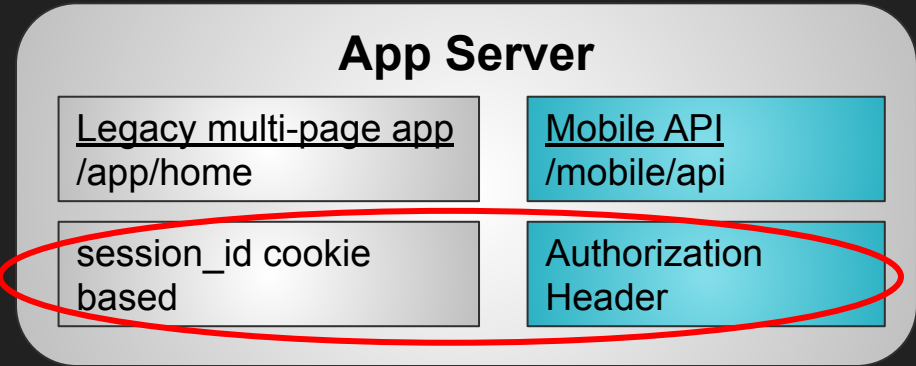 App Server
Legacy multi-page app
/app/home
Mobile API
/mobile/api
session_id cookie
based
Authorization
Header